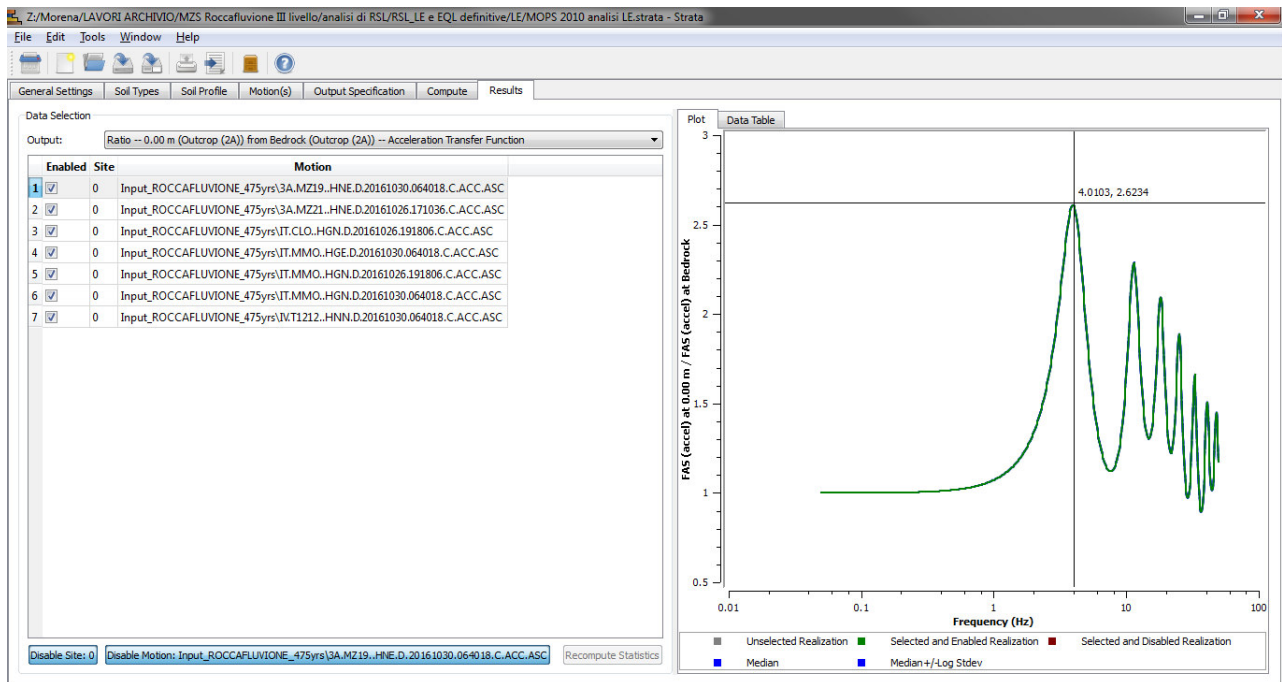 Z:/Morena/LAVORI ARCHIVIO/MZS Roccafluvione III livello/analisi di RSL/RSL_LE e EQL definitive/LE/MOPS 2010 analisi LE.strata - Strata
File Edit Tools Window Help
General Settings Soil Types Soil Profile Motion(s) Output Specification Compute Results
Data Selection
Output: Ratio -- 0.00 m (Outcrop (2A)) from Bedrock (Outcrop (2A)) -- Acceleration Transfer Function
Enabled Site Motion
1 0 Input_ROCCAFLUVIONE_475yrs\3A.MZ19..HNE.D.20161030.064018.C.ACC.ASC
2 0 Input_ROCCAFLUVIONE_475yrs\3A.MZ21..HNE.D.20161026.171036.C.ACC.ASC
3 0 Input_ROCCAFLUVIONE_475yrs\IT.CLO..HGN.D.20161026.191806.C.ACC.ASC
4 0 Input_ROCCAFLUVIONE_475yrs\IT.MMO..HGE.D.20161030.064018.C.ACC.ASC
5 0 Input_ROCCAFLUVIONE_475yrs\IT.MMO..HGN.D.20161026.191806.C.ACC.ASC
6 0 Input_ROCCAFLUVIONE_475yrs\IT.MMO..HGN.D.20161030.064018.C.ACC.ASC
7 0 Input_ROCCAFLUVIONE_475yrs\IV.T1212..HNN.D.20161030.064018.C.ACC.ASC
Disable Site: 0 Disable Motion: Input_ROCCAFLUVIONE_475yrs\3A.MZ19..HNE.D.20161030.064018.C.ACC.ASC Recompute Statistics
Plot Data Table
FAS (accel) at 0.00 m / FAS (accel) at Bedrock
3
2.5
2
1.5
1
0.5
4.0103, 2.6234
0.01 0.1 1 10 100
Frequency (Hz)
Unselected Realization Selected and Enabled Realization Selected and Disabled Realization
Median Median+/-Log Stdev